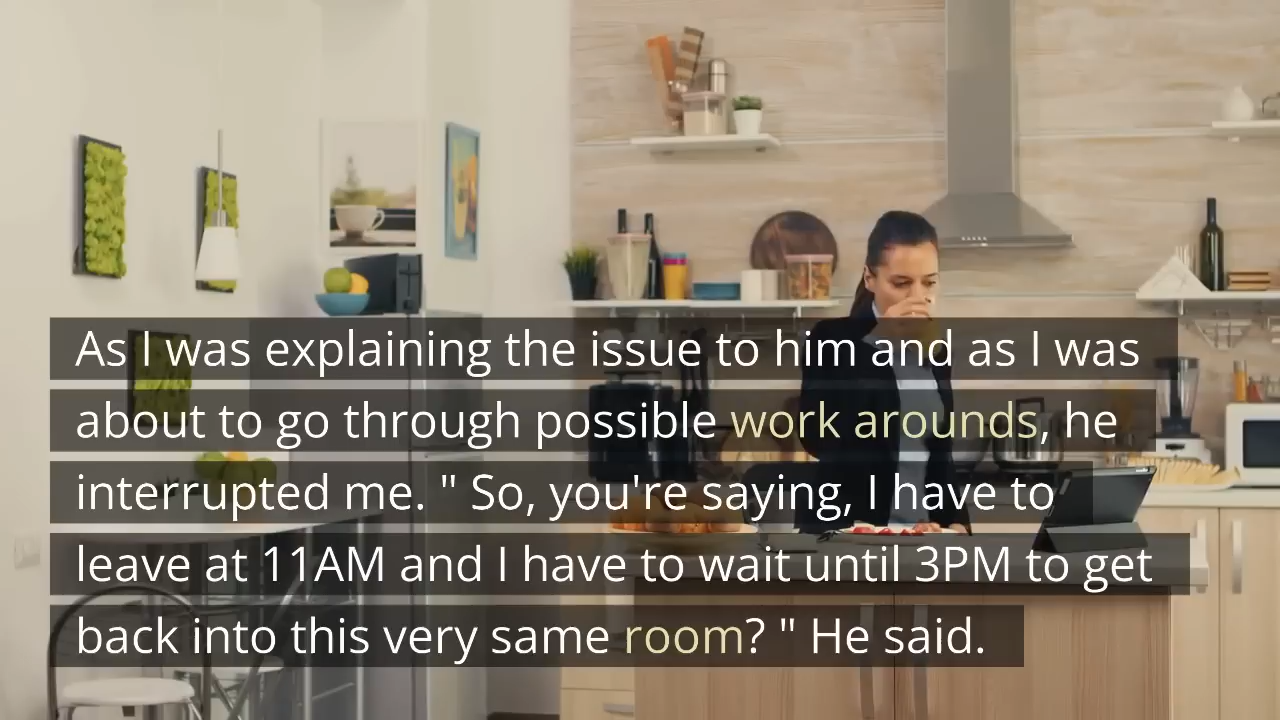 As I was explaining the issue to him and as I was
about to go through possible work arounds, he
interrupted me. " So, you're saying, I have to
leave at 11AM and I have to wait until 3PM to get
back into this very same room? " He said.